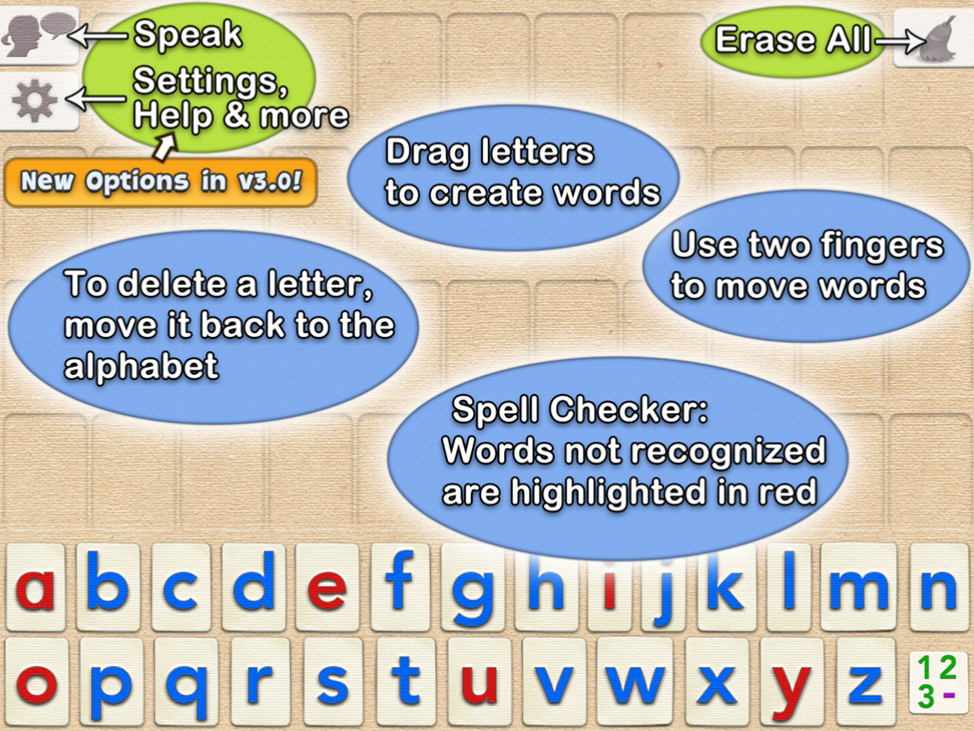 Speak
Settings,
Help & more
Erase All
New Options in v3.0!
Drag letters
to create words
Use two fingers
to move words
To delete a letter,
move it back to the
alphabet
Spell Checker:
Words not recognized
are highlighted in red
a b c d e f g h i j k l m n
o p q r s t u v w x y z
12
3-